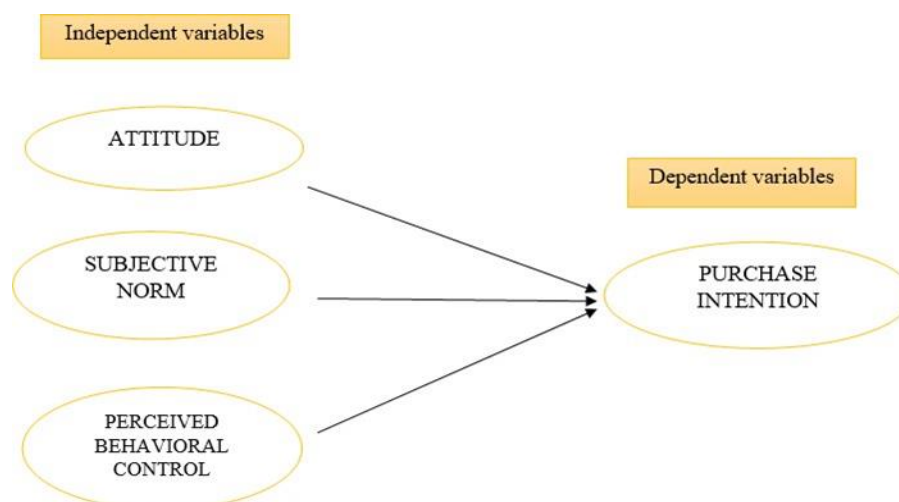 Independent variables
ATTITUDE
SUBJECTIVE
NORM
PERCEIVED
BEHAVIORAL
CONTROL
Dependent variables
PURCHASE
INTENTION